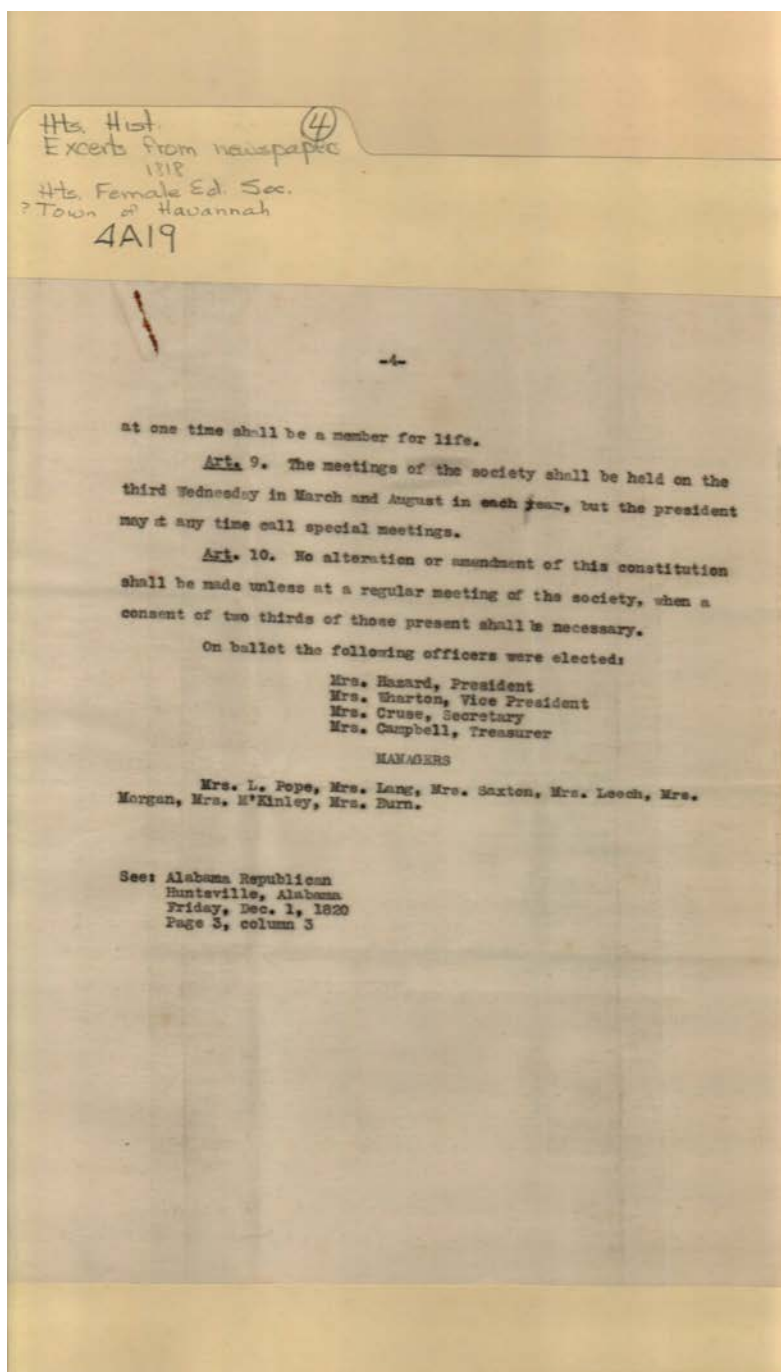 Hts. Hist. ④
Excerts from newspaper
1818
Hts. Female Ed. Soc.
? Town of Havannah
4A19
-4-
at one time shall be a member for life.
Art. 9. The meetings of the society shall be held on the
third Wednesday in March and August in each year, but the president
may at any time call special meetings.
Art. 10. No alteration or amendment of this constitution
shall be made unless at a regular meeting of the society, when a
consent of two thirds of those present shall be necessary.
On ballot the following officers were elected:
Mrs. Hazard, President
Mrs. Wharton, Vice President
Mrs. Cruse, Secretary
Mrs. Campbell, Treasurer
MANAGERS
Mrs. L. Pope, Mrs. Lang, Mrs. Saxton, Mrs. Leech, Mrs.
Morgan, Mrs. M'Kinley, Mrs. Burn.
See: Alabama Republican
Huntsville, Alabama
Friday, Dec. 1, 1820
Page 3, column 3